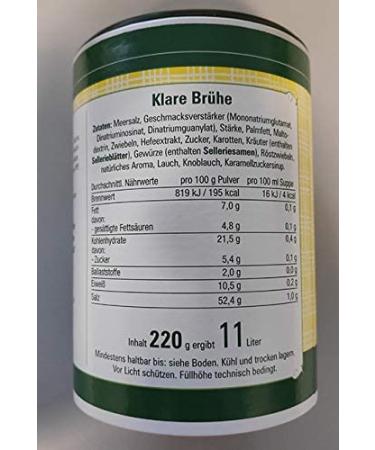 Klare Brühe
Zutaten: Meersalz, Geschmacksverstärker (Mononatriumglutamat,
Dinatriuminosinat, Dinatriumguanylat), Stärke, Palmfett, Malto-
dextrin, Zwiebeln, Hefeextrakt, Zucker, Karotten, Kräuter (enthalten
Sellerieblätter), Gewürze (enthalten Selleriesamen), Röstzwiebeln,
natürliches Aroma, Lauch, Knoblauch, Karamellzuckersirup.
Durchschnittl. Nährwerte pro 100 g Pulver pro 100 ml Suppe
Brennwert 819 kJ / 195 kcal 16 kJ / 4 kcal
Fett 7,0 g 0,1 g
davon:
- gesättigte Fettsäuren 4,8 g 0,1 g
Kohlenhydrate 21,5 g 0,4 g
davon:
- Zucker 5,4 g 0,1 g
Ballaststoffe 2,0 g 0,0 g
Eiweiß 10,5 g 0,2 g
Salz 52,4 g 1,0 g
Inhalt 220 g ergibt 11 Liter
Mindestens haltbar bis: siehe Boden. Kühl und trocken lagern.
Vor Licht schützen. Füllhöhe technisch bedingt.